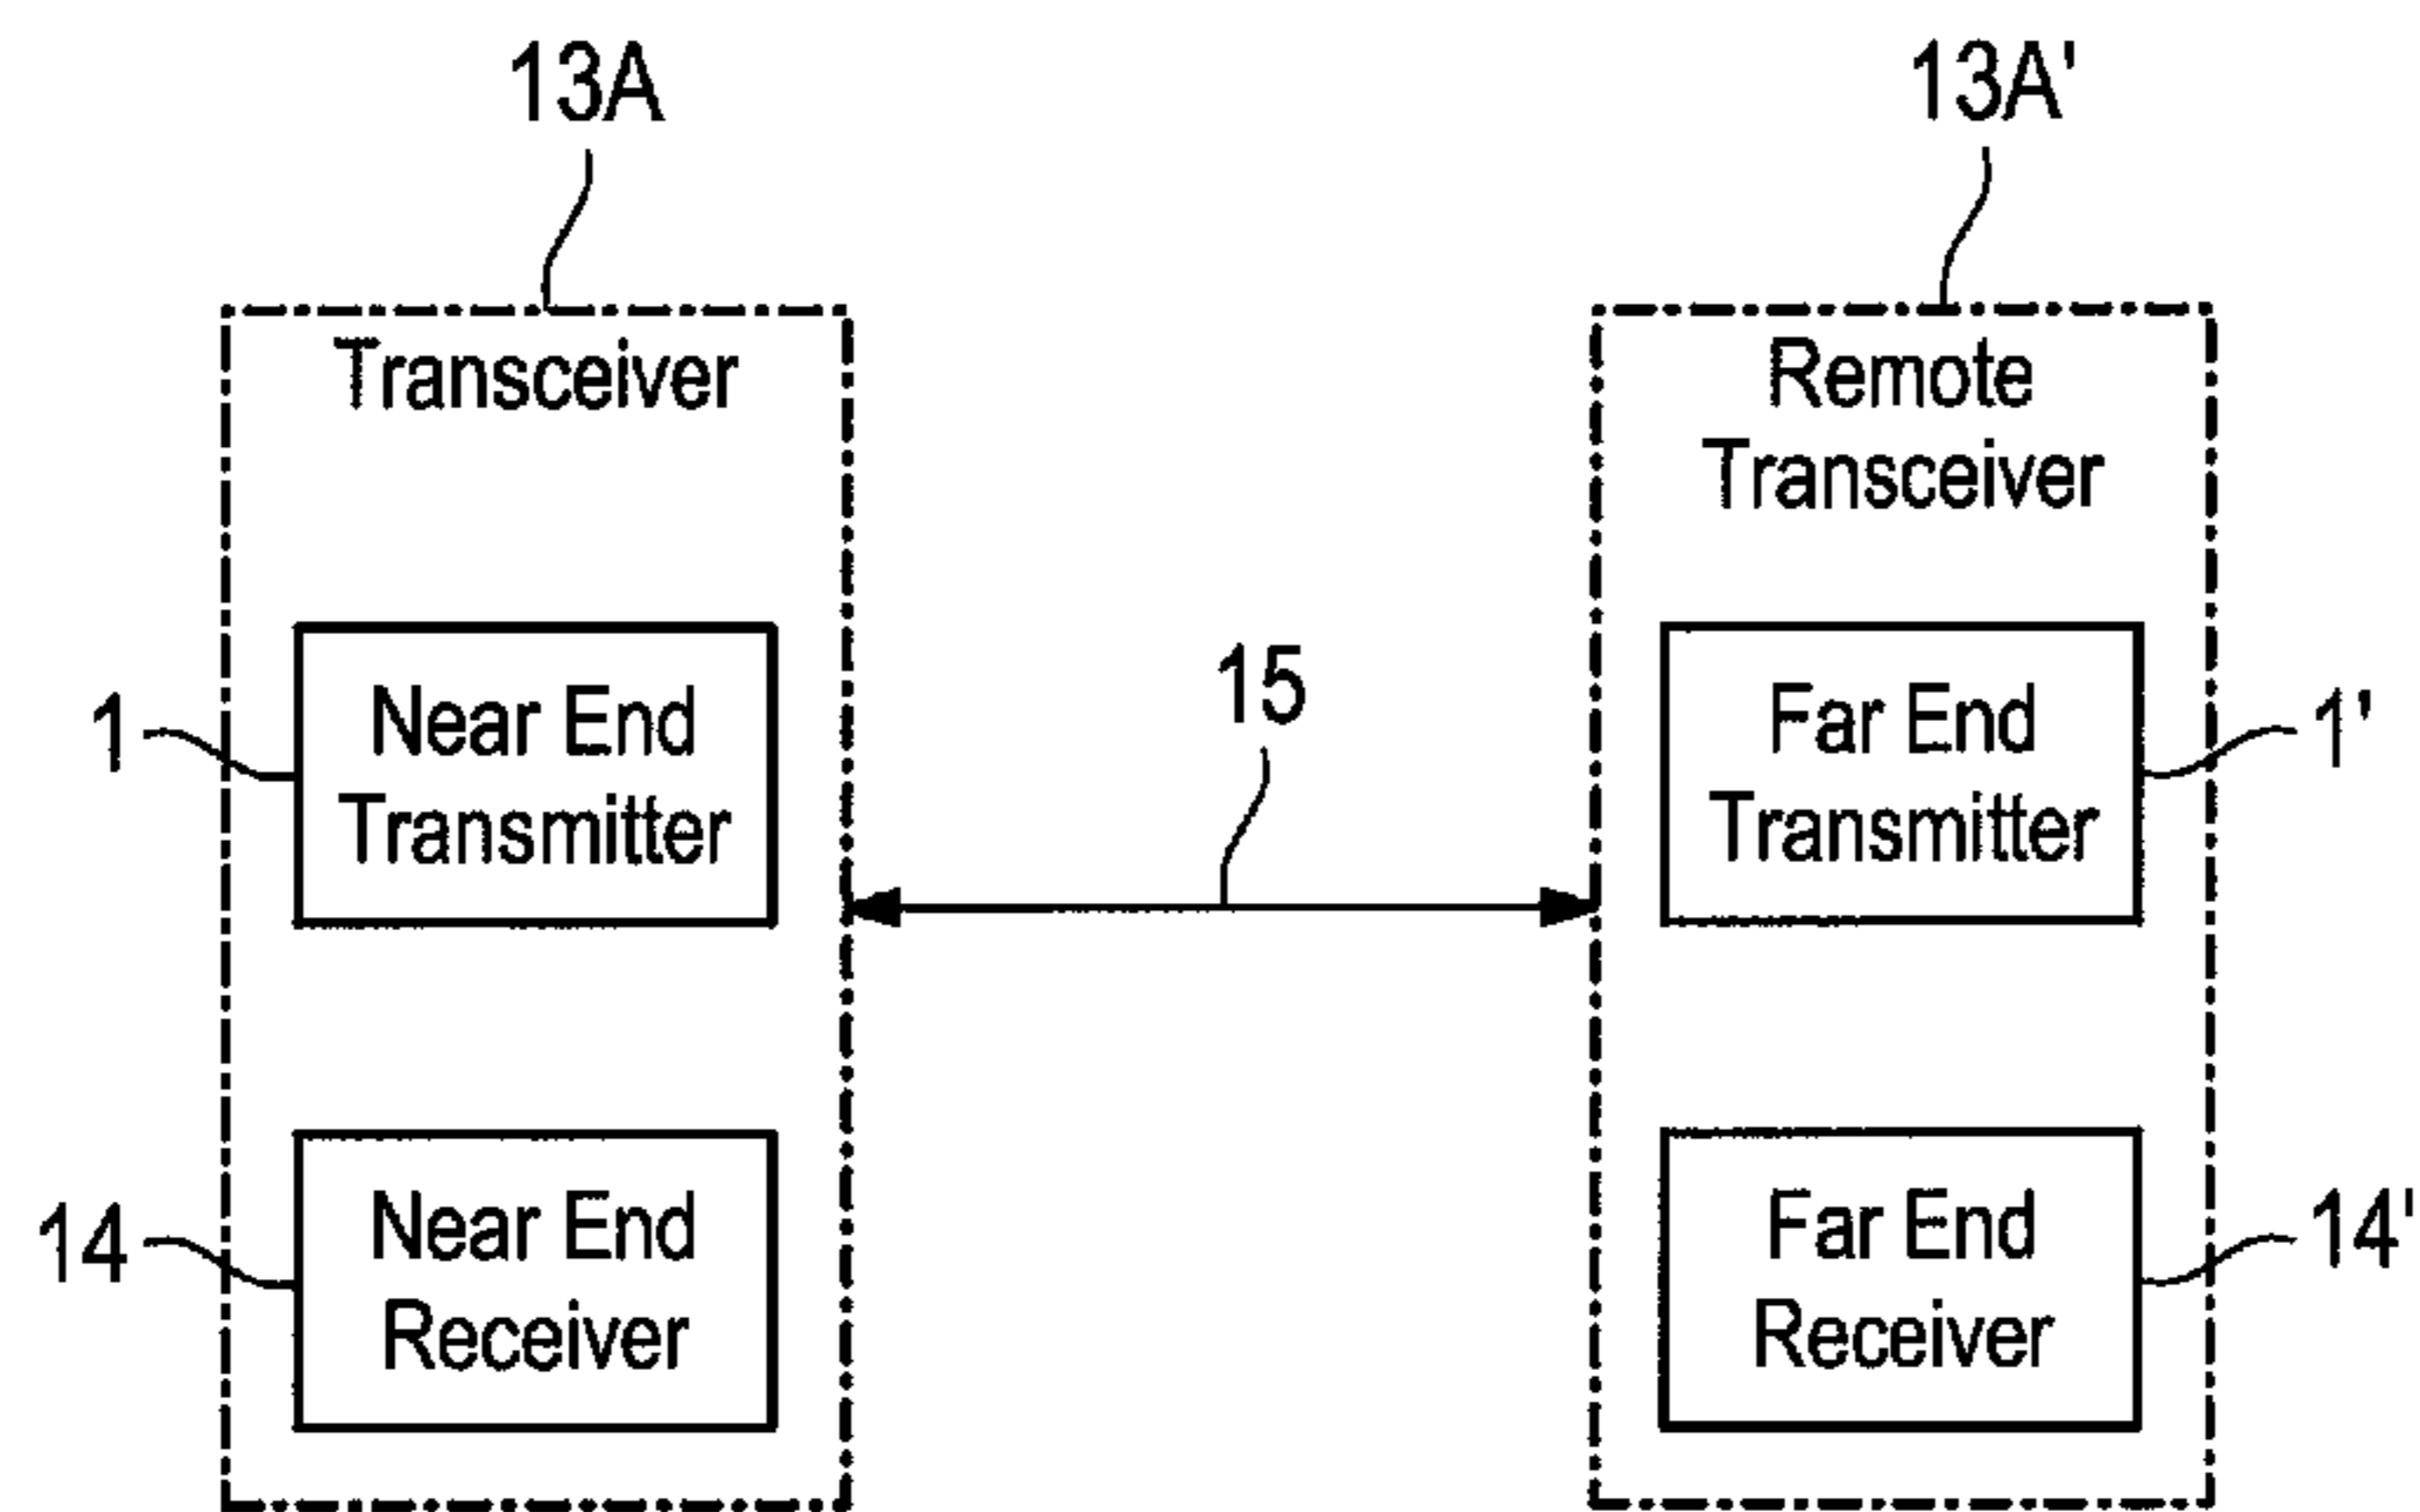 13A
13A'
Transceiver
Remote
Transceiver
15
1
Near End
Transmitter
Far End
Transmitter
1'
14
Near End
Receiver
Far End
Receiver
14'